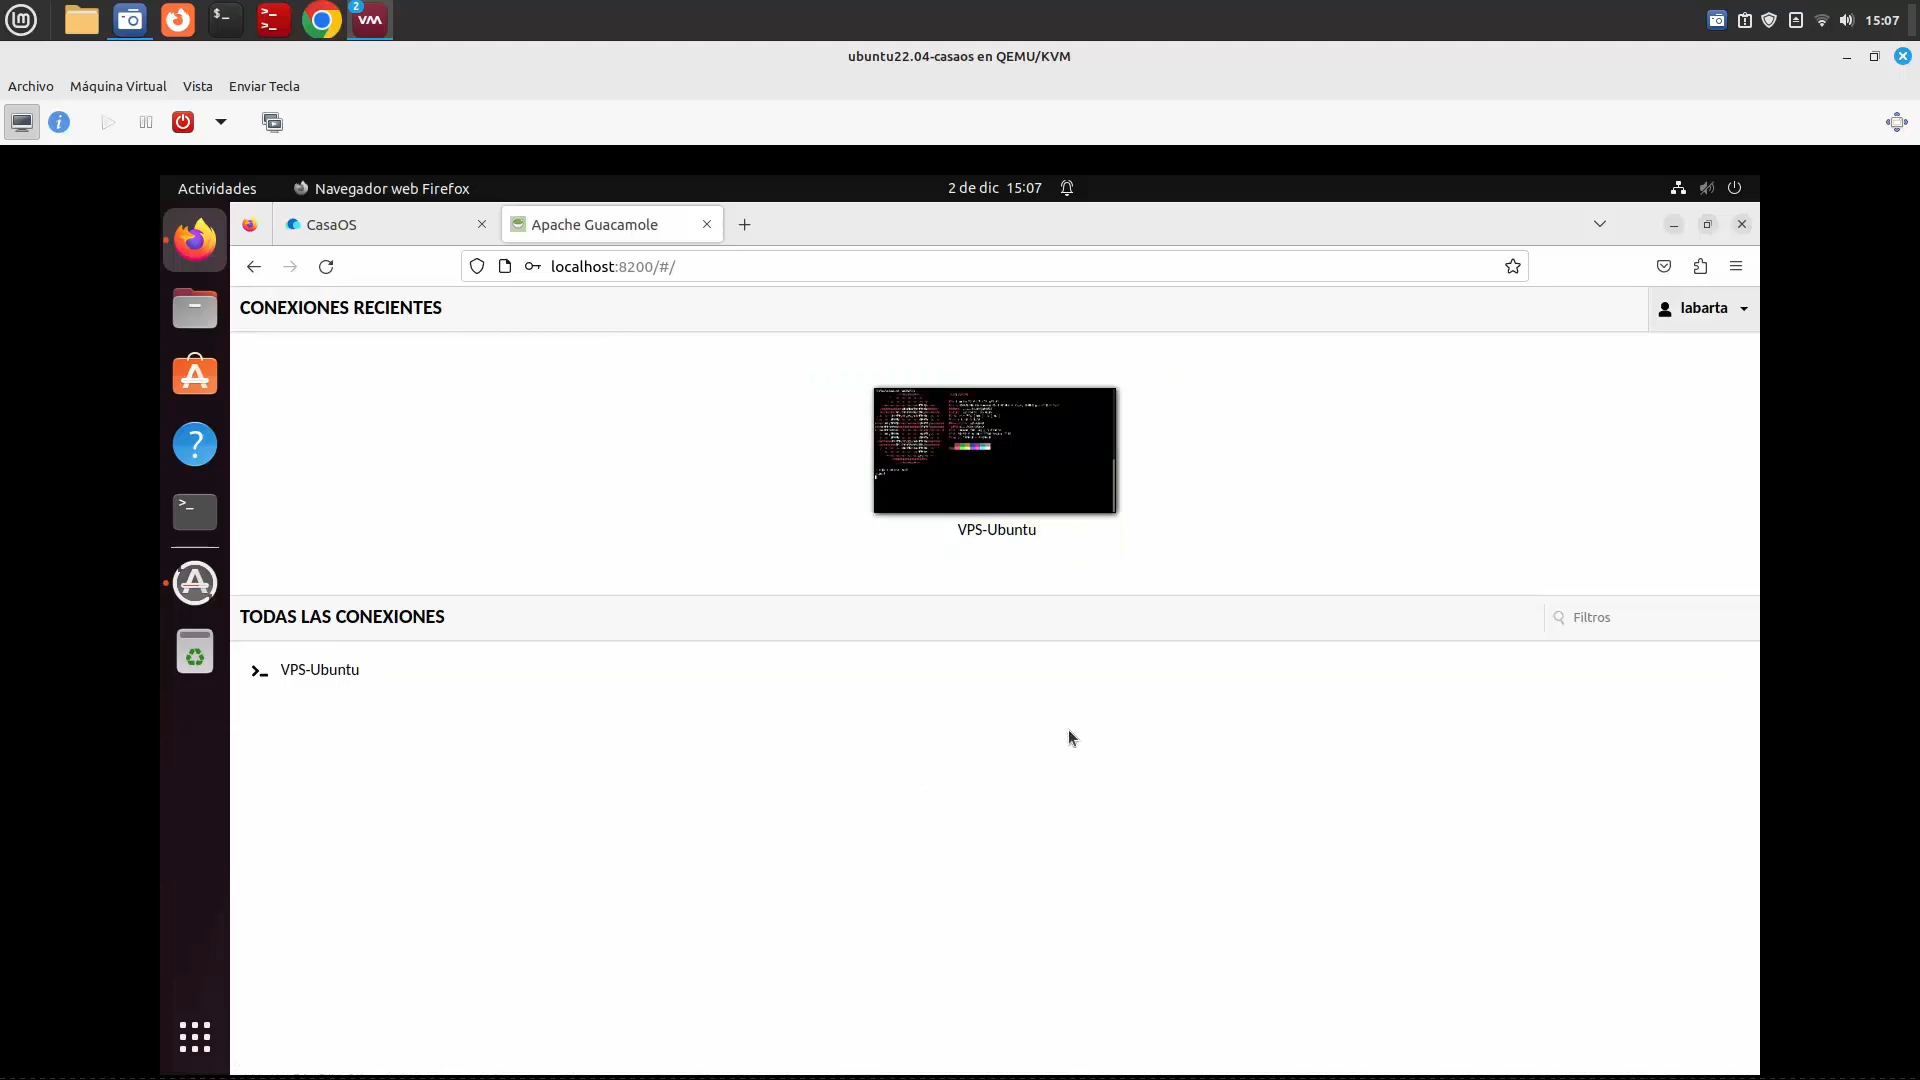 15:07
ubuntu22.04-casaos en QEMU/KVM
Archivo Máquina Virtual Vista Enviar Tecla
Actividades Navegador web Firefox 2 de dic 15:07
CasaOS Apache Guacamole
localhost:8200/#/
CONEXIONES RECIENTES labarta
VPS-Ubuntu
TODAS LAS CONEXIONES Filtros
VPS-Ubuntu